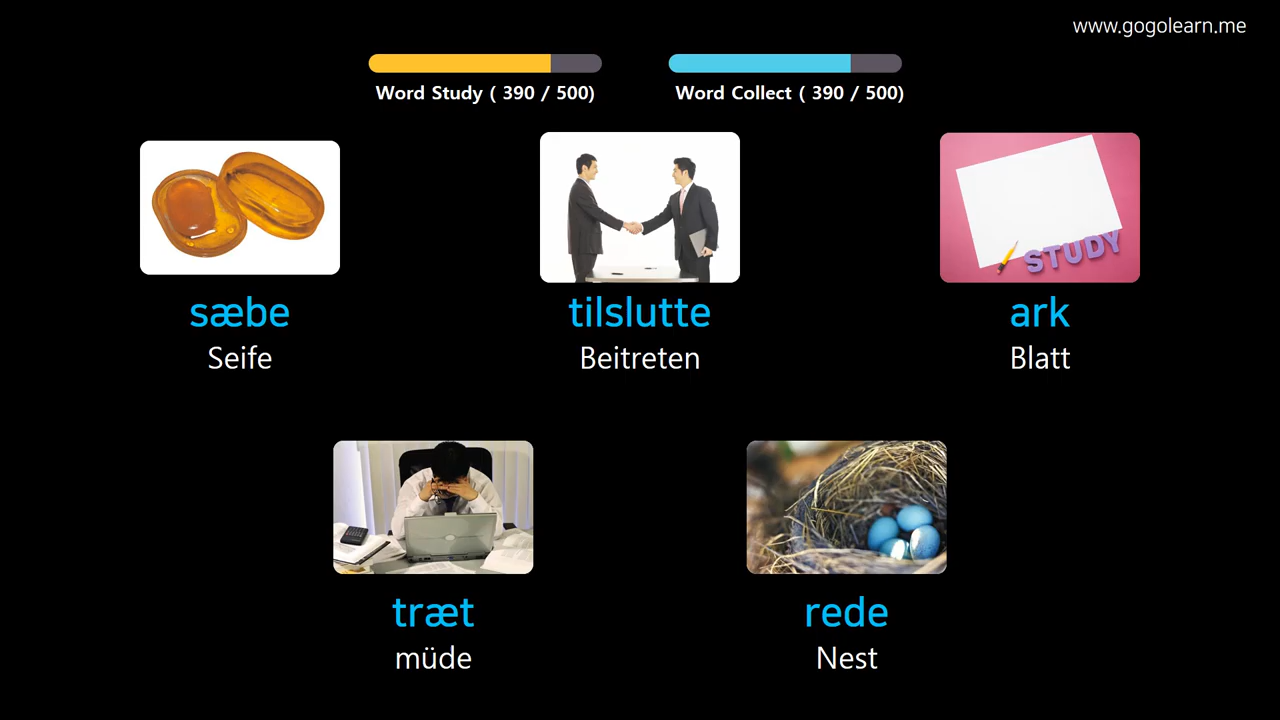 www.gogolearn.me
Word Study ( 390 / 500)
Word Collect ( 390 / 500)
STUDY
sæbe
Seife
tilslutte
Beitreten
ark
Blatt
træt
müde
rede
Nest